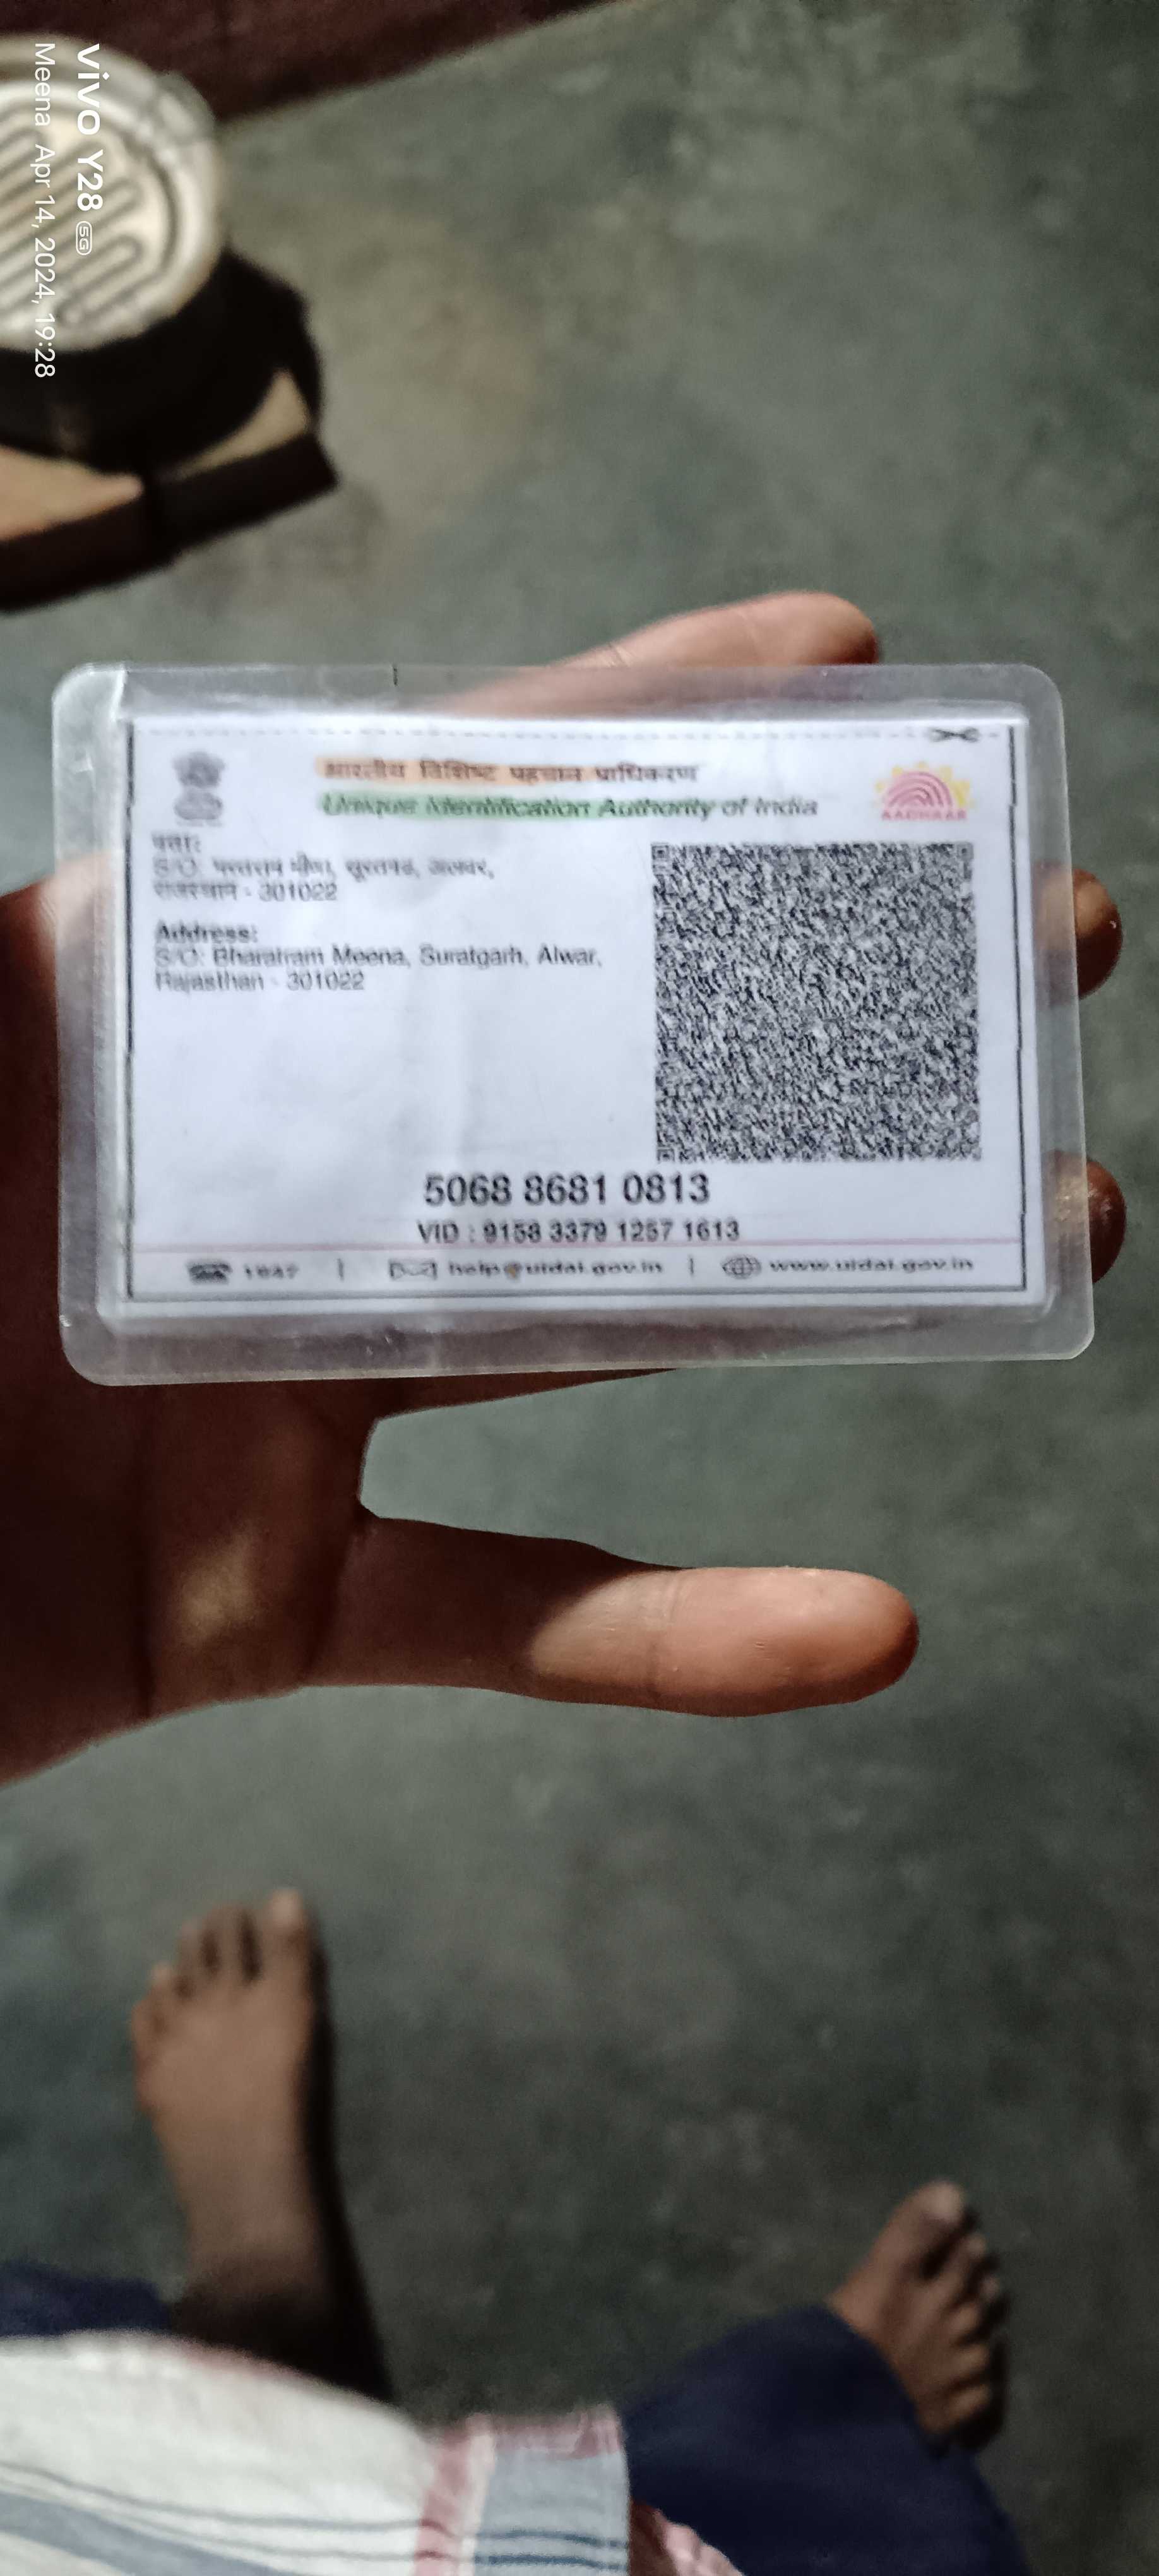 vivo Y28 5G
Meena Apr 14, 2024, 19:28
भारतीय विशिष्ट पहचान प्राधिकरण
Unique Identification Authority of India
AADHAAR
पता:
S/O: भरतराम मीणा, सूरतगढ, अलवर,
राजस्थान - 301022
Address:
S/O: Bharatram Meena, Suratgarh, Alwar,
Rajasthan - 301022
5068 8681 0813
VID : 9158 3379 1257 1613
1947 | help@uidai.gov.in | www.uidai.gov.in